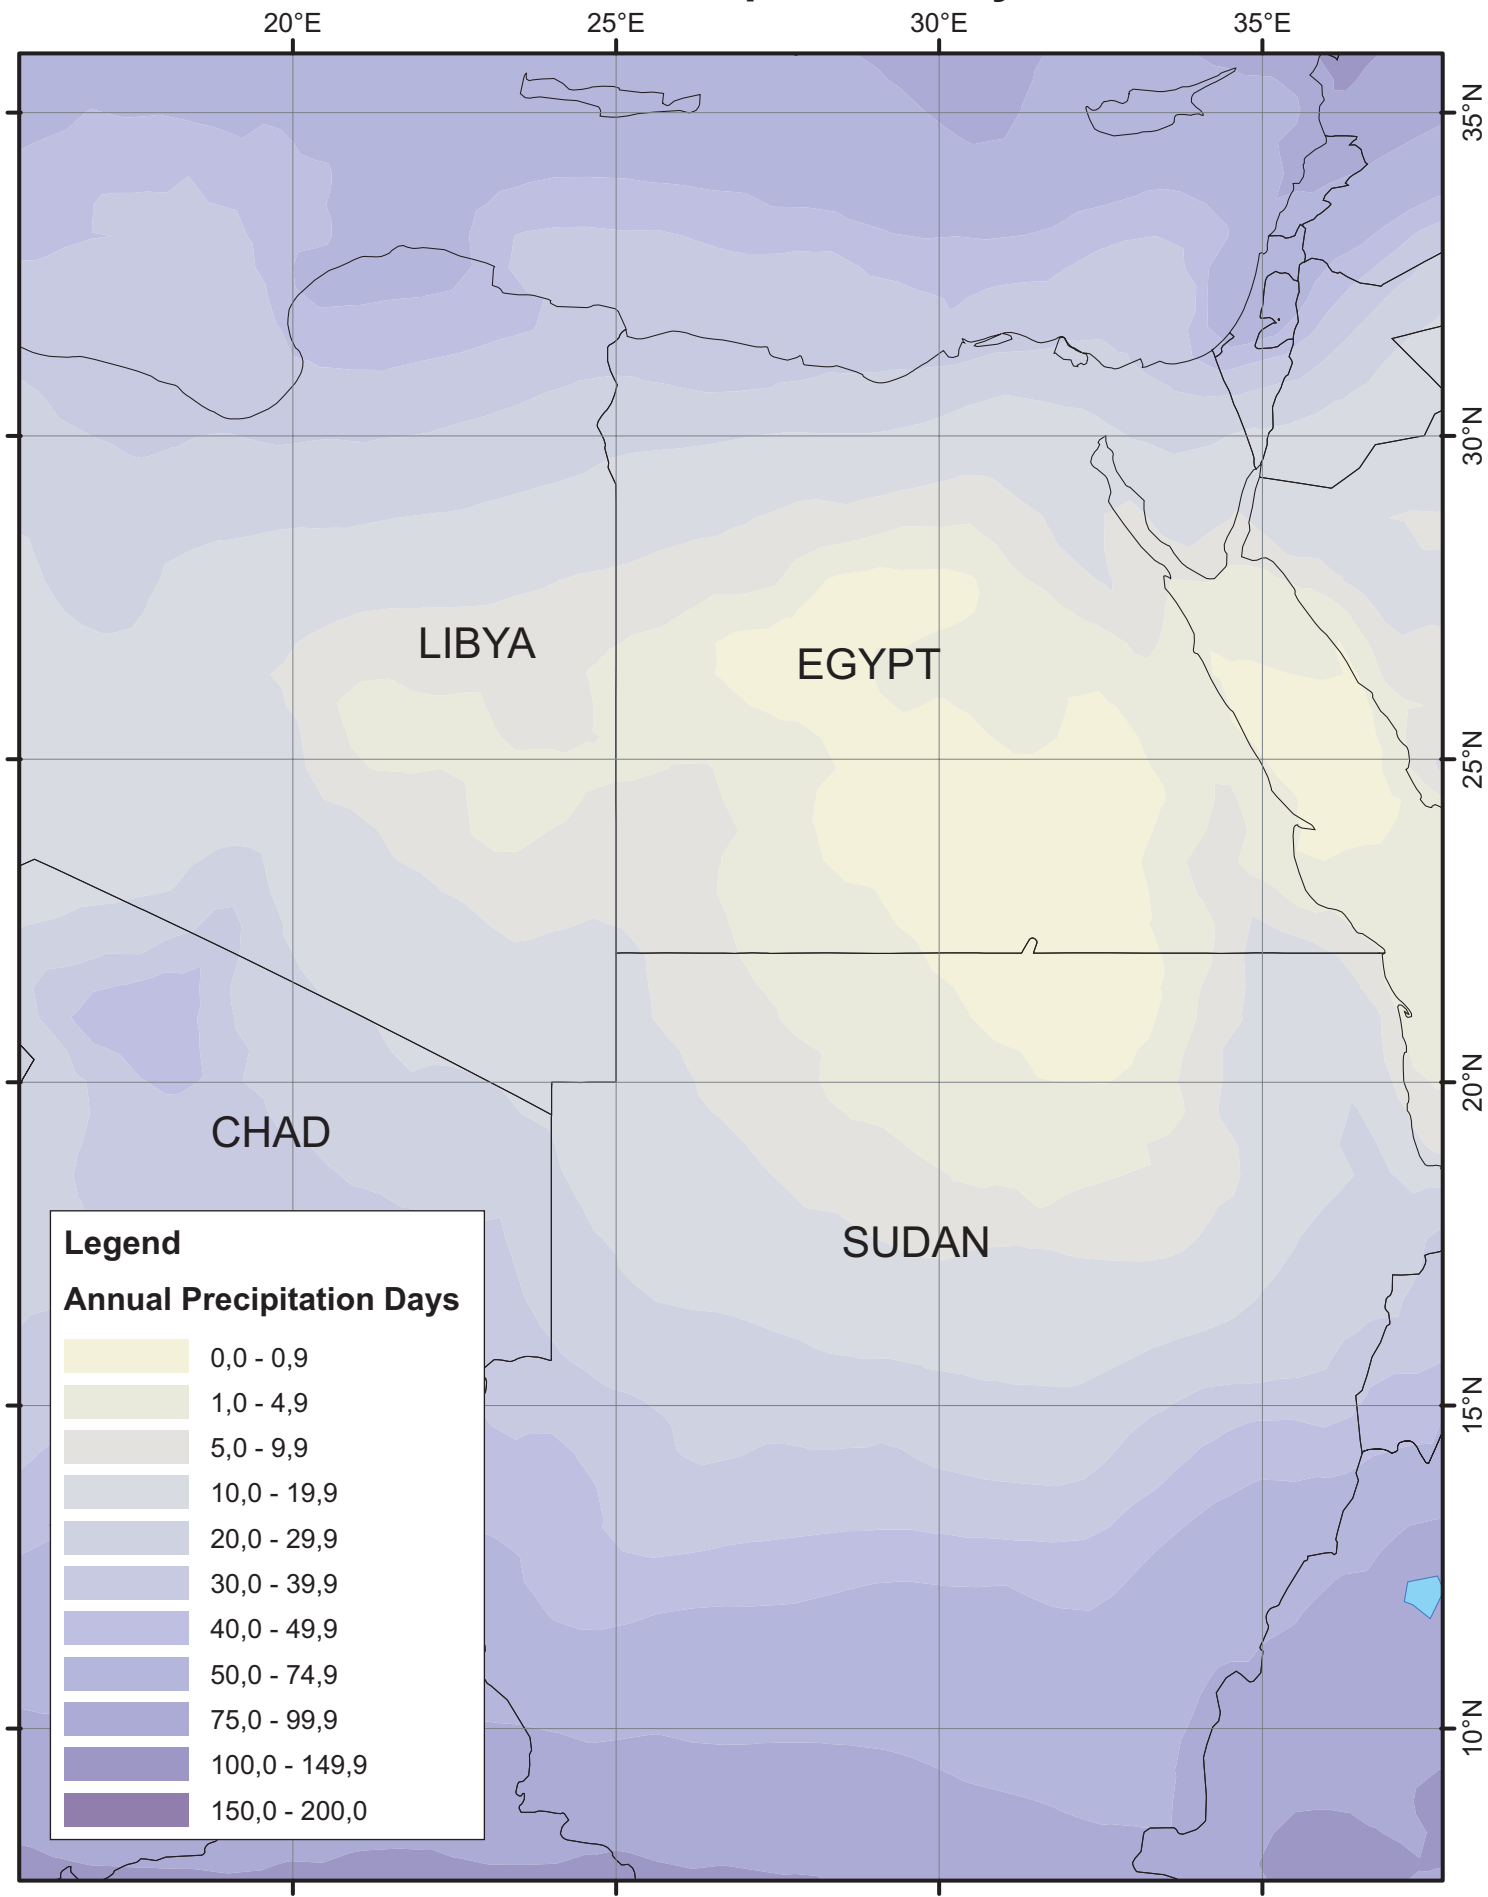 20°E 25°E 30°E 35°E
35°N
30°N
LIBYA
EGYPT
25°N
20°N
CHAD
SUDAN
Legend
Annual Precipitation Days
0,0 - 0,9
1,0 - 4,9
15°N
5,0 - 9,9
10,0 - 19,9
20,0 - 29,9
30,0 - 39,9
40,0 - 49,9
50,0 - 74,9
75,0 - 99,9
10°N
100,0 - 149,9
150,0 - 200,0